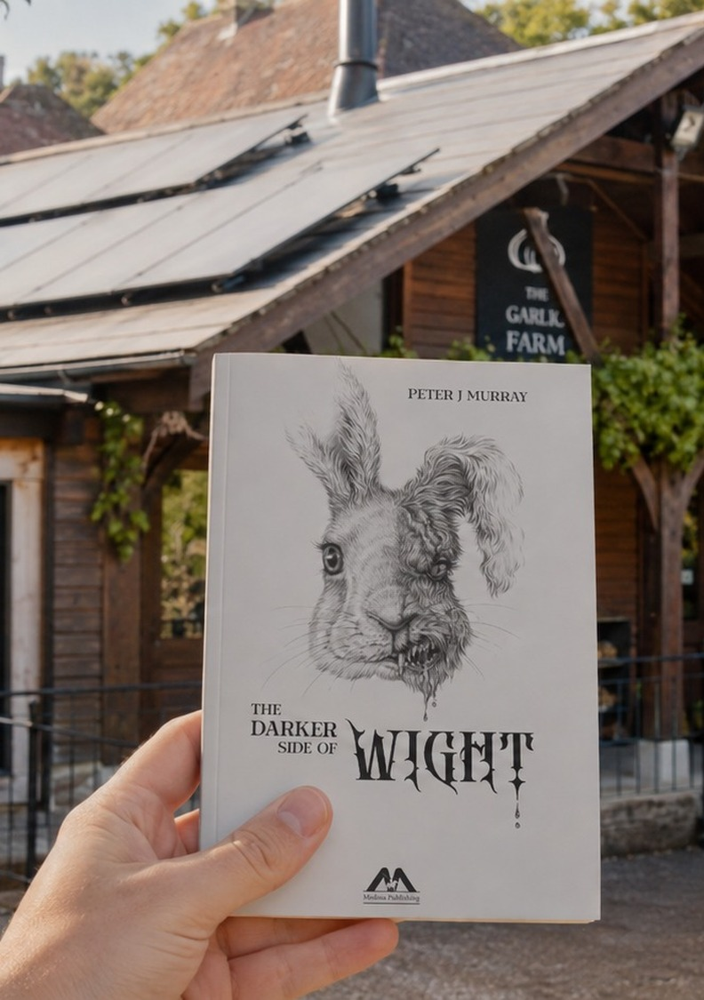 THE
GARLIC
FARM
PETER J MURRAY
THE
DARKER
SIDE OF
WIGHT
Medina Publishing